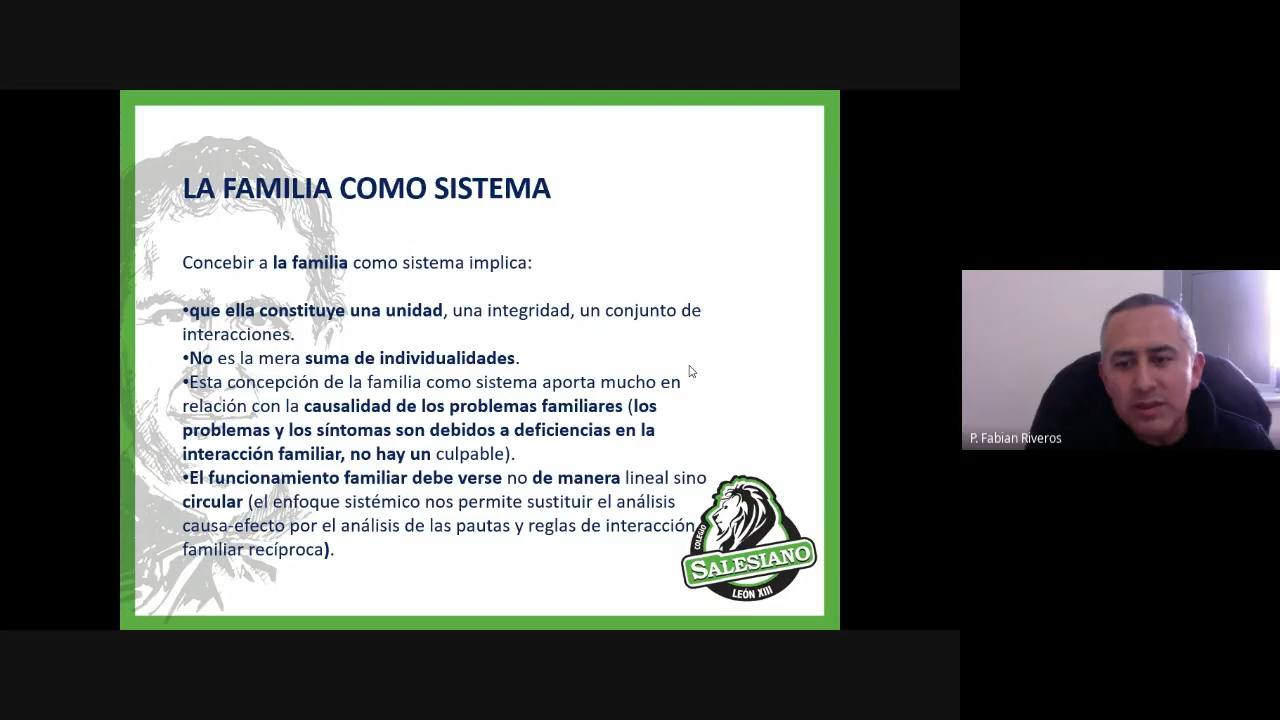 LA FAMILIA COMO SISTEMA
Concebir a la familia como sistema implica:
•que ella constituye una unidad, una integridad, un conjunto de
interacciones.
•No es la mera suma de individualidades.
•Esta concepción de la familia como sistema aporta mucho en
relación con la causalidad de los problemas familiares (los
problemas y los síntomas son debidos a deficiencias en la
interacción familiar, no hay un culpable).
•El funcionamiento familiar debe verse no de manera lineal sino
circular (el enfoque sistémico nos permite sustituir el análisis
causa-efecto por el análisis de las pautas y reglas de interacción
familiar recíproca).
COLEGIO
SALESIANO
LEÓN XIII
P. Fabian Riveros